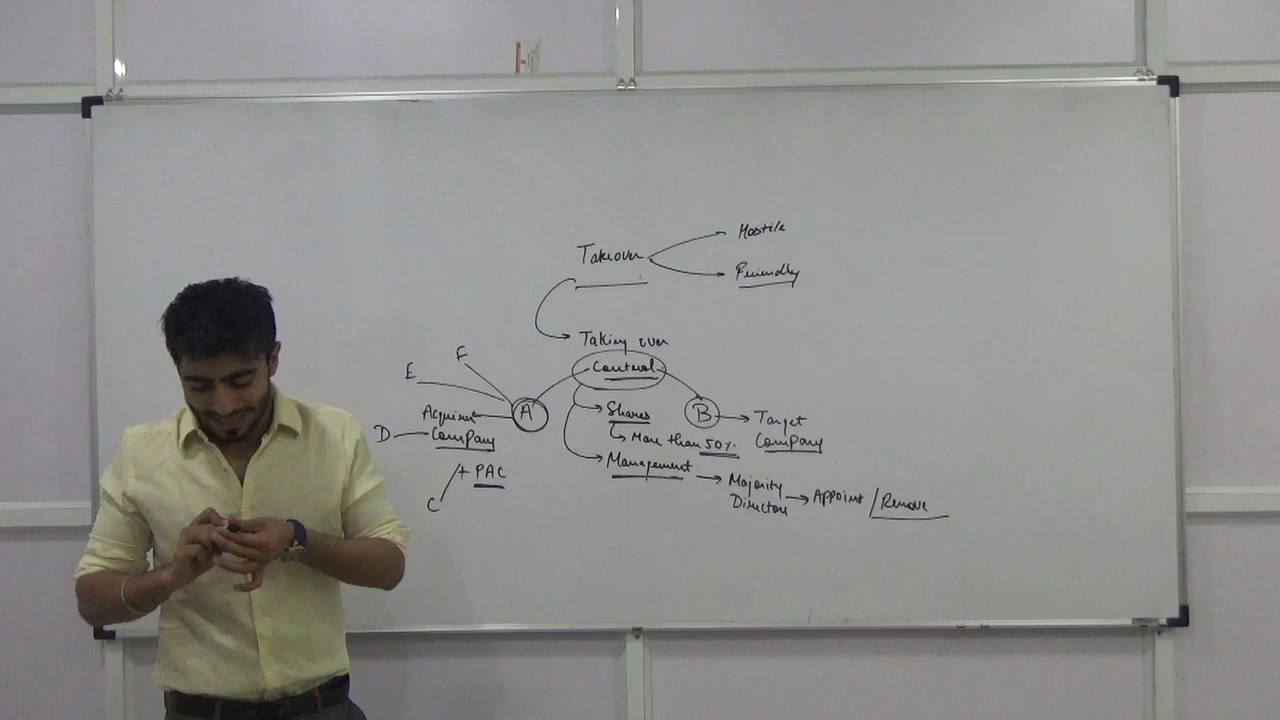 Takeover
Hostile
Friendly
Taking over
Control
F
E
Acquirer
Company
D
+ PAC
C
A
Shares
More than 50%
Management
B
Target
Company
Majority
Directors
Appoint / Remove